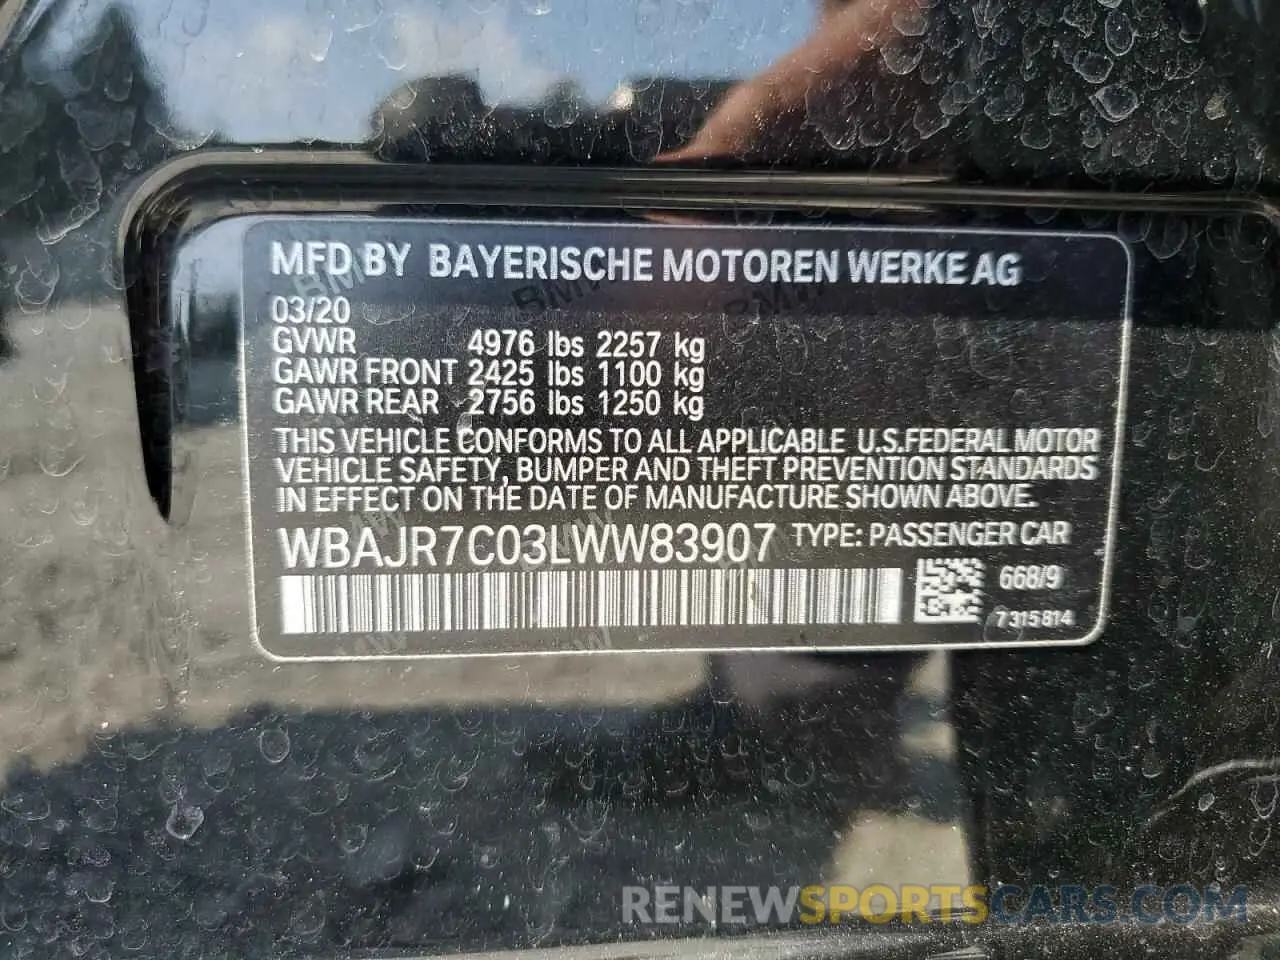 MFD BY BAYERISCHE MOTOREN WERKE AG
03/20
GVWR 4976 lbs 2257 kg
GAWR FRONT 2425 lbs 1100 kg
GAWR REAR 2756 lbs 1250 kg
THIS VEHICLE CONFORMS TO ALL APPLICABLE U.S.FEDERAL MOTOR
VEHICLE SAFETY, BUMPER AND THEFT PREVENTION STANDARDS
IN EFFECT ON THE DATE OF MANUFACTURE SHOWN ABOVE.
WBAJR7C03LWW83907 TYPE: PASSENGER CAR
668/9
7315814
RENEWSPORTSCARS.COM